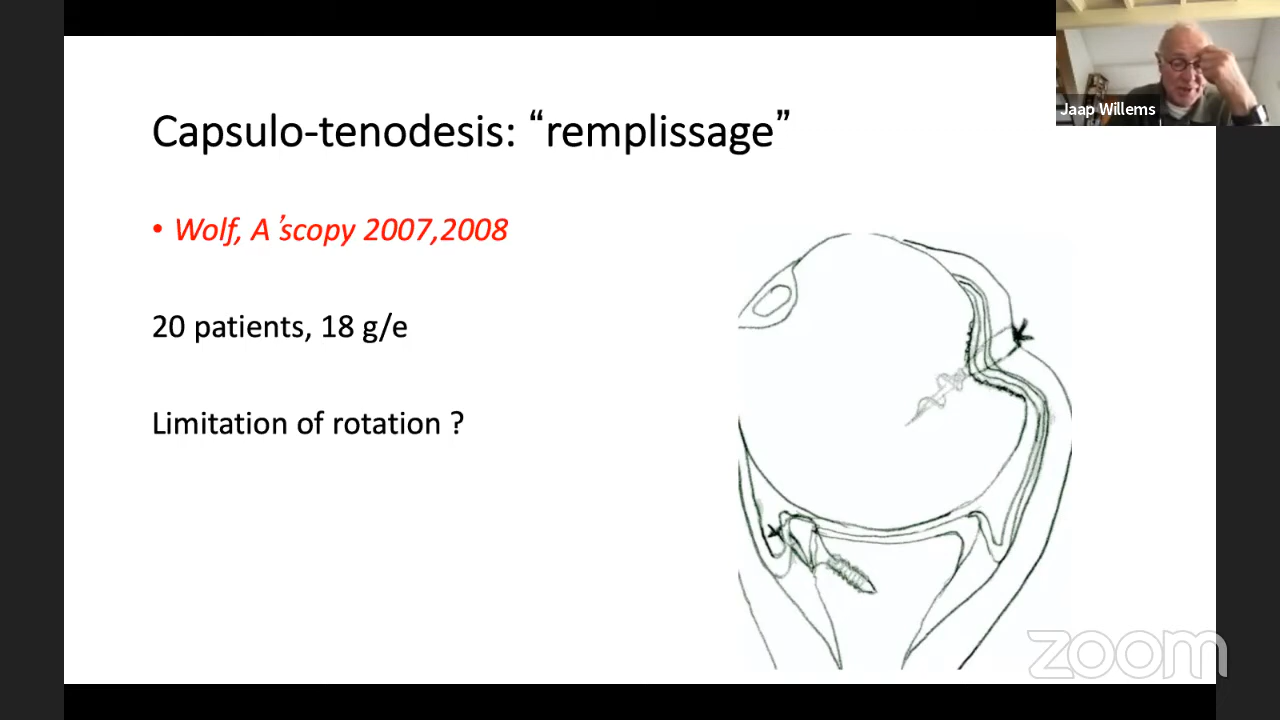 Capsulo-tenodesis: “remplissage”
• Wolf, A’scopy 2007,2008
20 patients, 18 g/e
Limitation of rotation ?
Jaap Willems
zoom